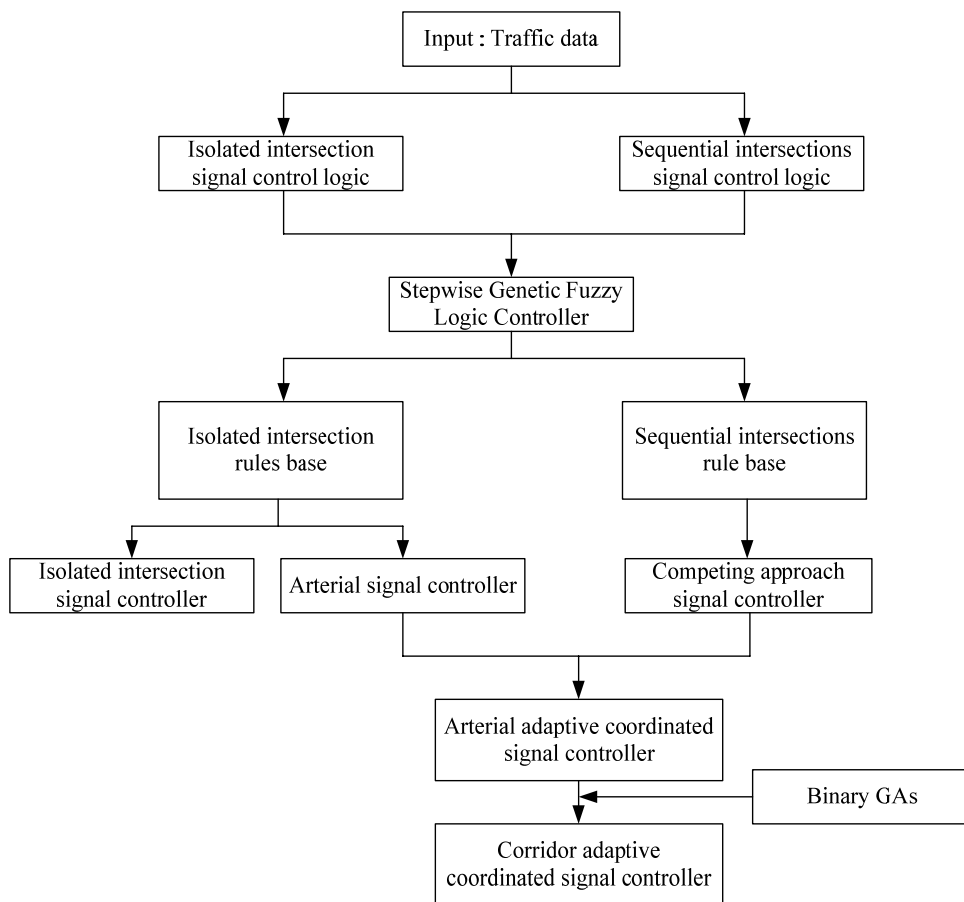 Input : Traffic data
Isolated intersection
signal control logic
Sequential intersections
signal control logic
Stepwise Genetic Fuzzy
Logic Controller
Isolated intersection
rules base
Sequential intersections
rule base
Isolated intersection
signal controller
Arterial signal controller
Competing approach
signal controller
Arterial adaptive coordinated
signal controller
Binary GAs
Corridor adaptive
coordinated signal controller